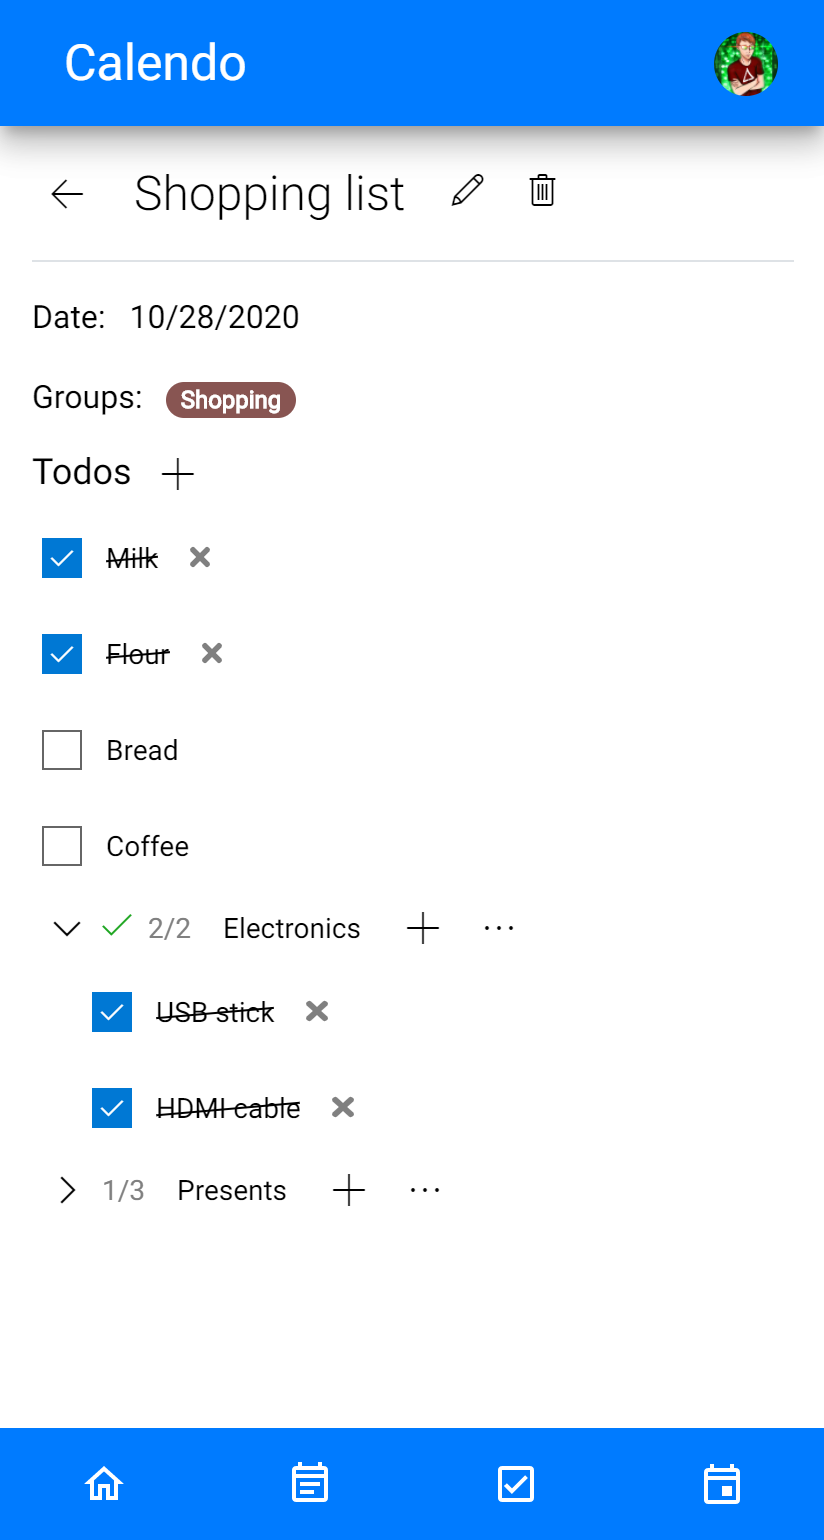 Calendo
Shopping list
Date: 10/28/2020
Groups: Shopping
Todos
Milk
Flour
Bread
Coffee
2/2 Electronics
USB stick
HDMI cable
1/3 Presents